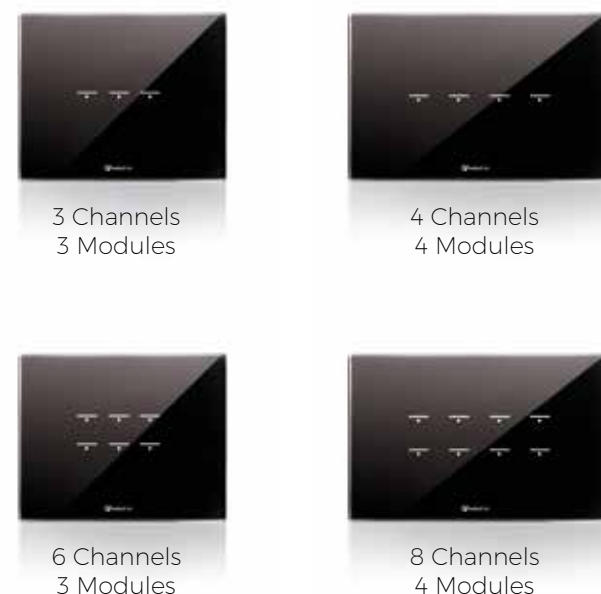 3 Channels
3 Modules
4 Channels
4 Modules
6 Channels
3 Modules
8 Channels
4 Modules